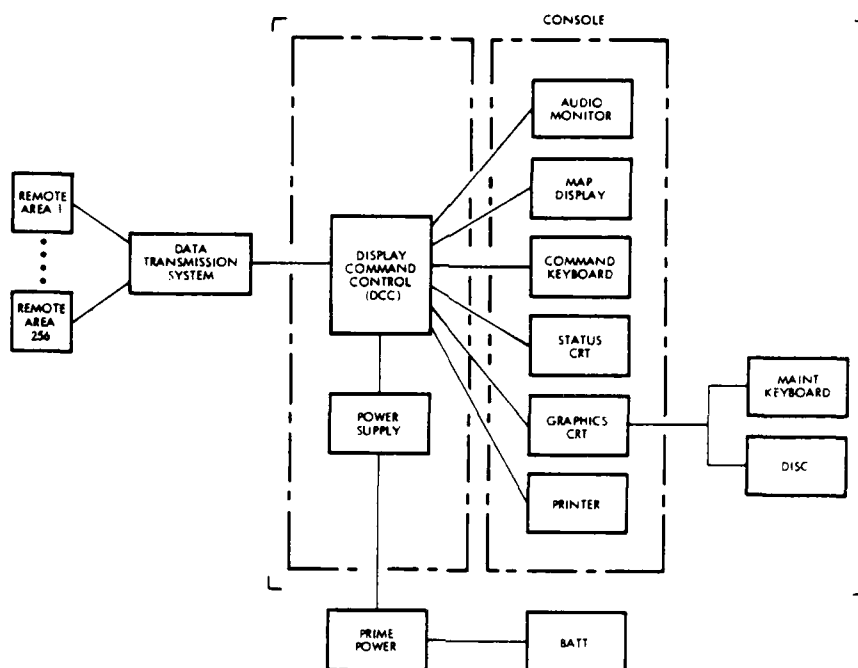 CONSOLE
AUDIO
MONITOR
MAP
DISPLAY
REMOTE
AREA 1
DATA
TRANSMISSION
SYSTEM
DISPLAY
COMMAND
CONTROL
(DCC)
COMMAND
KEYBOARD
REMOTE
AREA
256
STATUS
CRT
POWER
SUPPLY
GRAPHICS
CRT
MAINT
KEYBOARD
DISC
PRINTER
PRIME
POWER
BATT